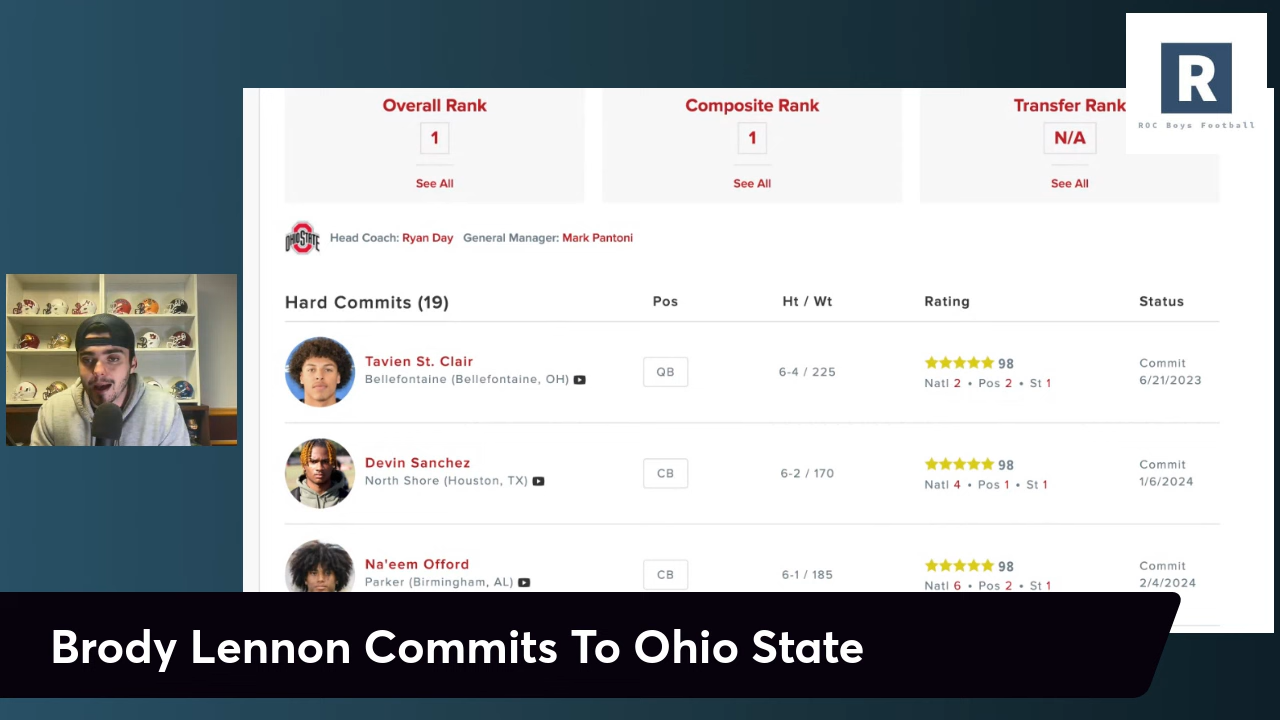 R
ROC Boys Football
Overall Rank
Composite Rank
Transfer Rank
1
1
N/A
See All
See All
See All
OHIO STATE
Head Coach: Ryan Day General Manager: Mark Pantoni
Hard Commits (19)
Pos
Ht / Wt
Rating
Status
Tavien St. Clair
Bellefontaine (Bellefontaine, OH)
QB
6-4 / 225
98
Natl 2 • Pos 2 • St 1
Commit
6/21/2023
Devin Sanchez
North Shore (Houston, TX)
CB
6-2 / 170
98
Natl 4 • Pos 1 • St 1
Commit
1/6/2024
Na'eem Offord
Parker (Birmingham, AL)
CB
6-1 / 185
98
Natl 6 • Pos 2 • St 1
Commit
2/4/2024
Brody Lennon Commits To Ohio State